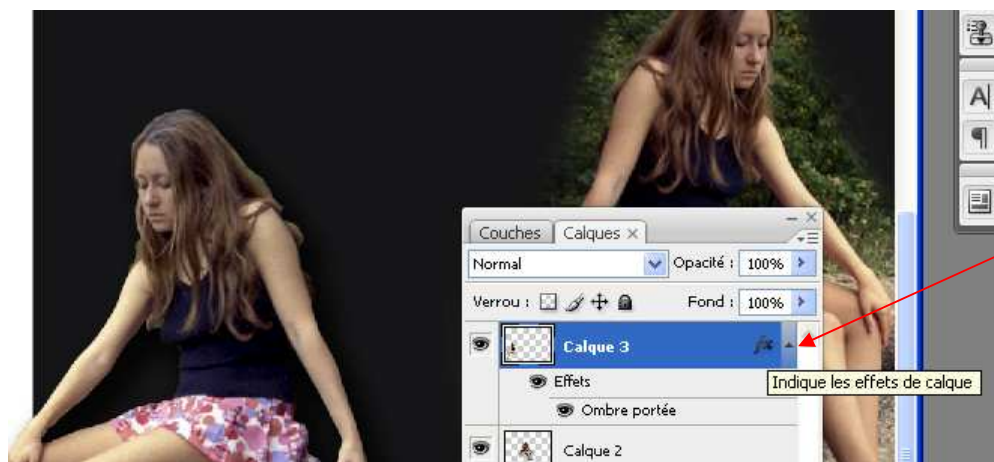 Couches Calques ×
Normal Opacité : 100%
Verrou : Fond : 100%
Calque 3 fx
Indique les effets de calque
Effets
Ombre portée
Calque 2
A
¶